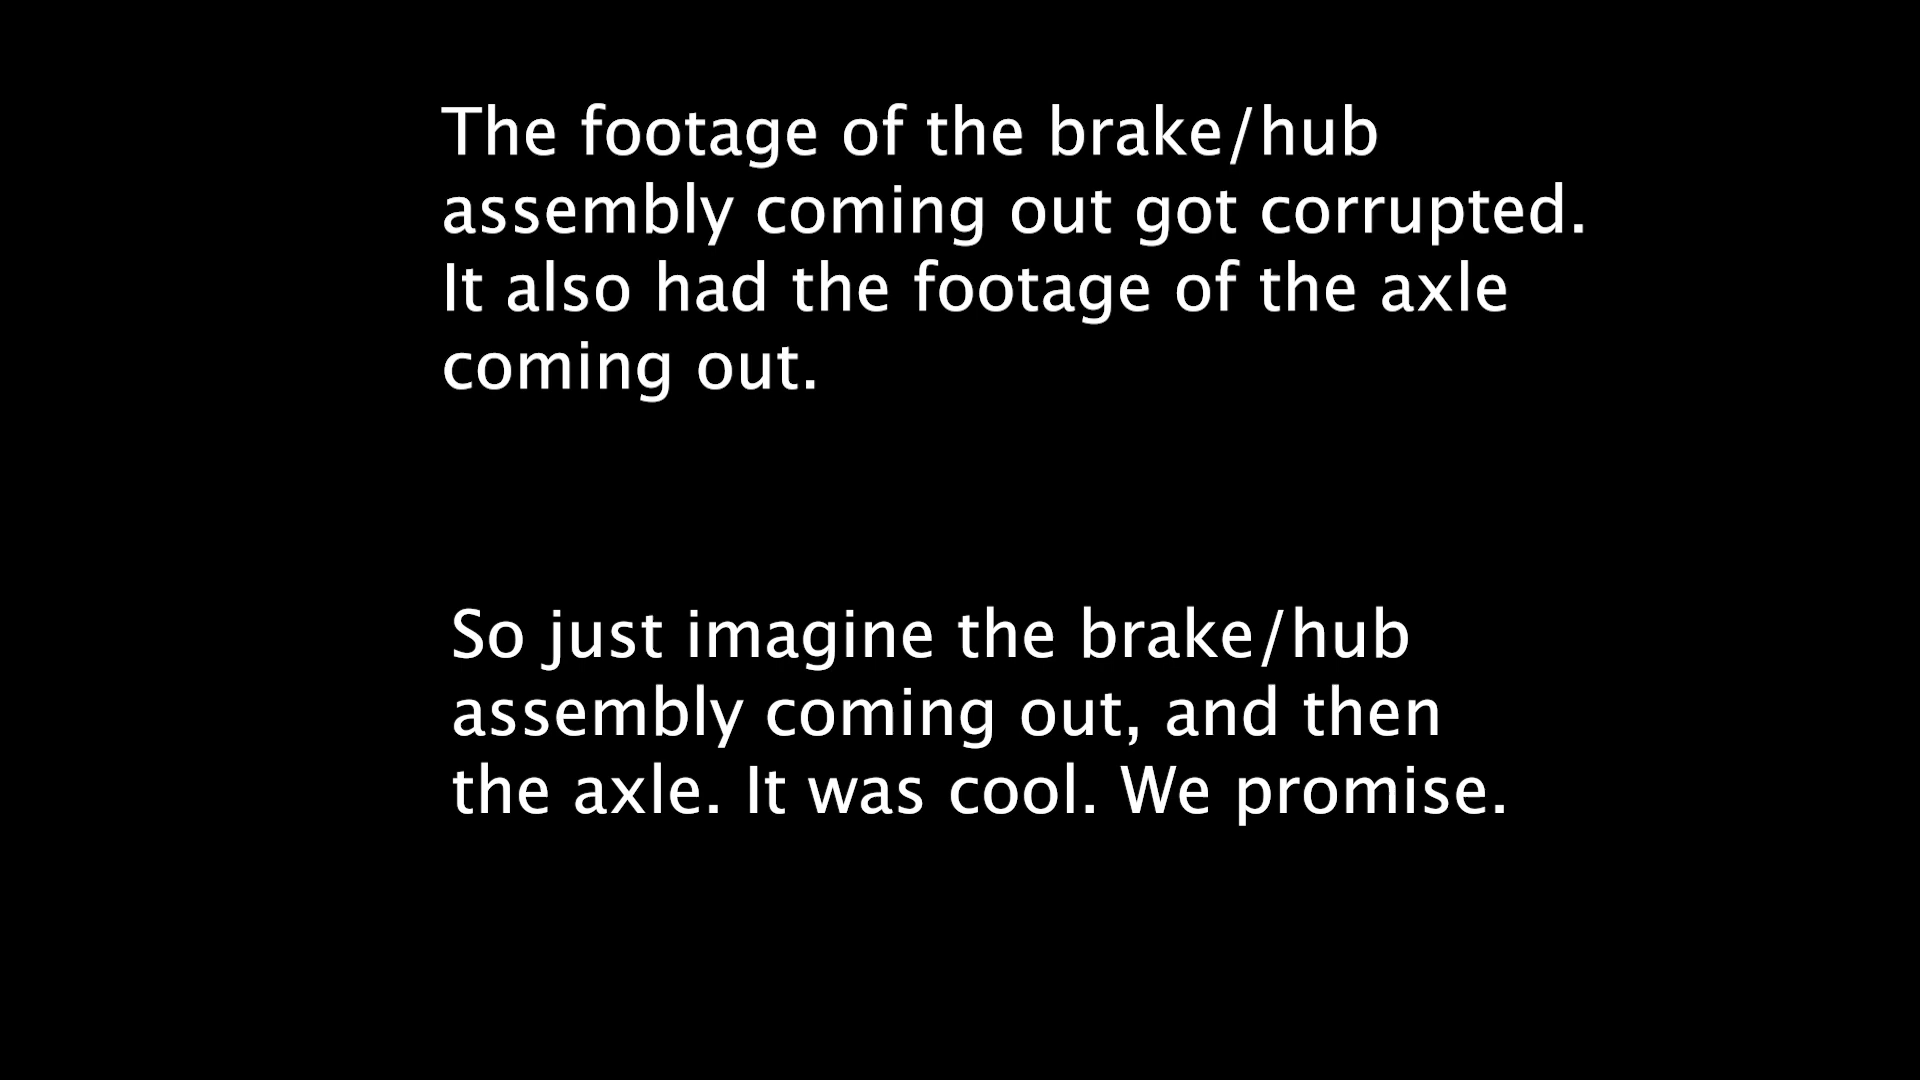 The footage of the brake/hub
assembly coming out got corrupted.
It also had the footage of the axle
coming out.
So just imagine the brake/hub
assembly coming out, and then
the axle. It was cool. We promise.